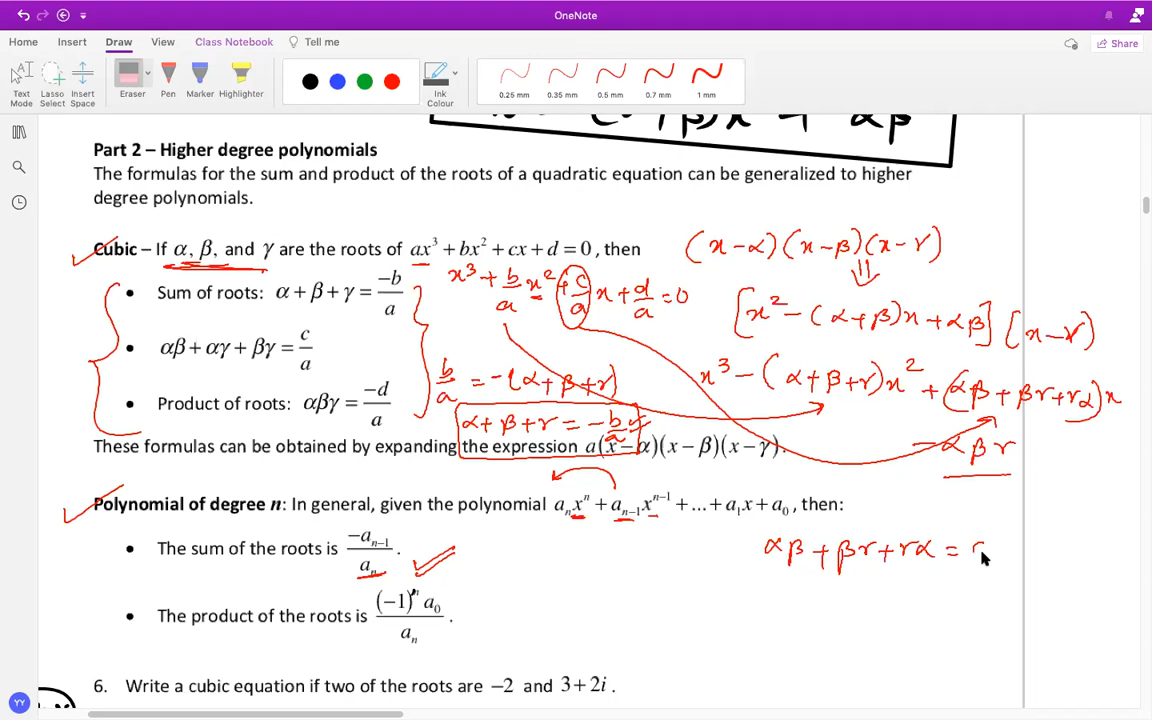 OneNote
Home Insert Draw View Class Notebook Tell me Share
Text Mode Lasso Select Insert Space Eraser Pen Marker Highlighter Ink Colour 0.25 mm 0.35 mm 0.5 mm 0.7 mm 1 mm
Part 2 – Higher degree polynomials
The formulas for the sum and product of the roots of a quadratic equation can be generalized to higher
degree polynomials.
Cubic – If α, β, and γ are the roots of ax³ + bx² + cx + d = 0, then
(x-α)(x-β)(x-γ)
x³ + b/a x² + c/a x + d/a = 0
• Sum of roots: α + β + γ = -b/a
[x² - (α+β)x + αβ] (x-γ)
• αβ + αγ + βγ = c/a
x³ - (α+β+γ)x² + (αβ + βγ + γα)x
b/a = -(α+β+γ)
• Product of roots: αβγ = -d/a
α+β+γ = -b/a
- αβγ
These formulas can be obtained by expanding the expression a(x-α)(x-β)(x-γ).
Polynomial of degree n: In general, given the polynomial aₙxⁿ + aₙ₋₁xⁿ⁻¹ + ... + a₁x + a₀, then:
• The sum of the roots is -aₙ₋₁/aₙ.
αβ + βγ + γα =
• The product of the roots is (-1)ⁿa₀/aₙ.
6. Write a cubic equation if two of the roots are -2 and 3+2i.
YY